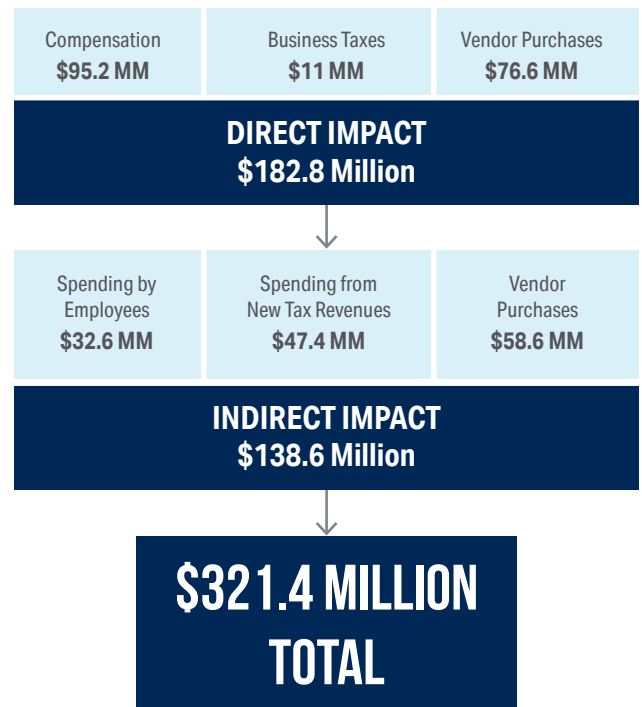 Compensation
$95.2 MM
Business Taxes
$11 MM
Vendor Purchases
$76.6 MM
DIRECT IMPACT
$182.8 Million
Spending by
Employees
$32.6 MM
Spending from
New Tax Revenues
$47.4 MM
Vendor
Purchases
$58.6 MM
INDIRECT IMPACT
$138.6 Million
$321.4 MILLION
TOTAL